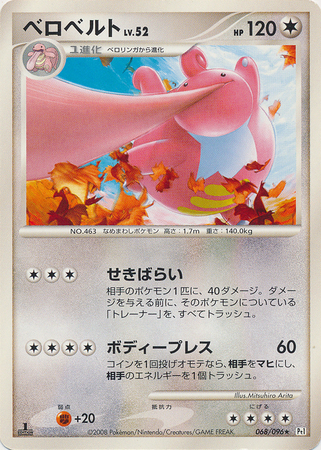 ベロベルト LV.52 HP 120
1進化 ベロリンガから進化
NO.463 なめまわしポケモン 高さ：1.7m 重さ：140.0kg
せきばらい
相手のポケモン1匹に、40ダメージ。ダメ
ージを与える前に、そのポケモンについている
「トレーナー」を、すべてトラッシュ。
ボディープレス 60
コインを1回投げオモテなら、相手をマヒにし、
相手のエネルギーを1個トラッシュ。
Illus.Mitsuhiro Arita
弱点 +20 抵抗力 にげる
1 EDITION ©2008 Pokémon/Nintendo/Creatures/GAME FREAK. 068/096★ Pt1